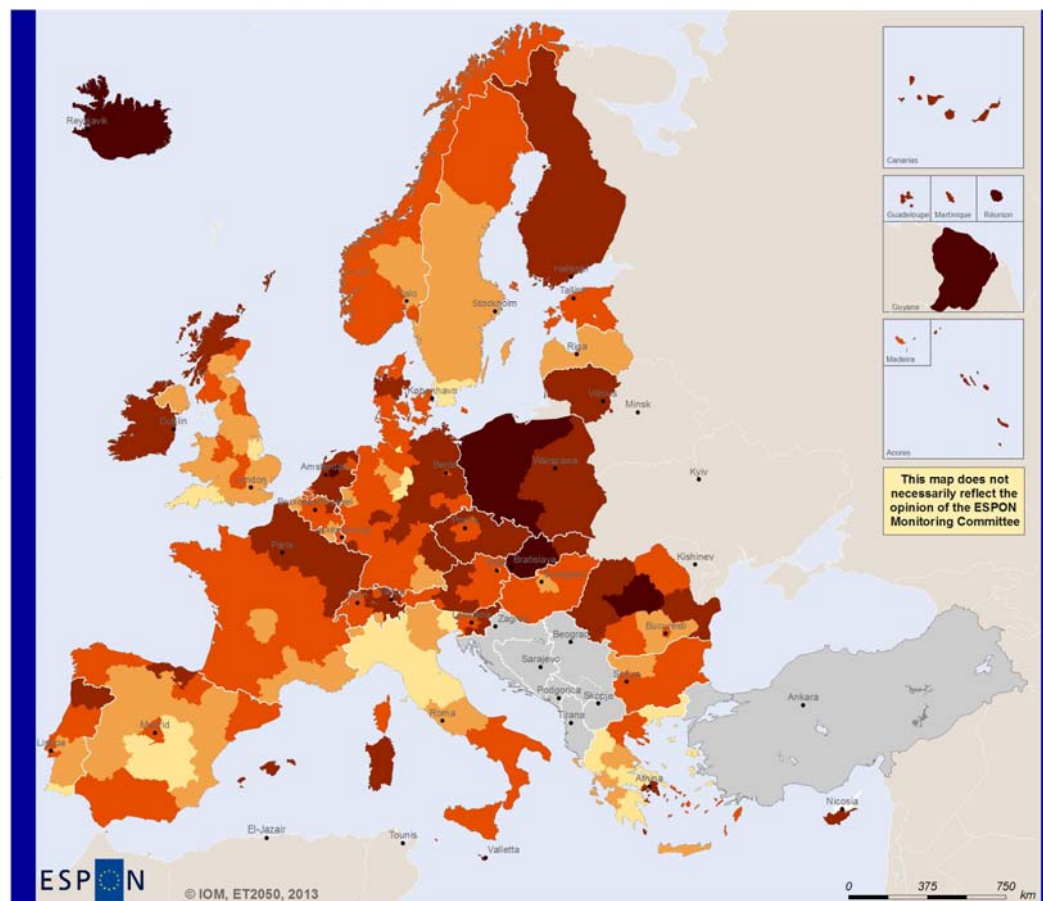 Reykjavik
Canarias
Guadeloupe
Martinique
Réunion
Guyane
Madeira
Acores
This map does not
necessarily reflect the
opinion of the ESPON
Monitoring Committee
Helsinki
Tallinn
Oslo
Stockholm
Riga
København
Vilnius
Minsk
Dublin
Amsterdam
Berlin
Warszawa
London
Kyiv
Paris
Bratislava
Kishinev
Zagreb
Bucuresti
Beograd
Sarajevo
Podgorica
Skopje
Sofiya
Tirana
Ankara
Roma
Madrid
Lisboa
Athina
Nicosia
El-Jazair
Tounis
Valletta
ESPON
© IOM, ET2050, 2013
0 375 750
km